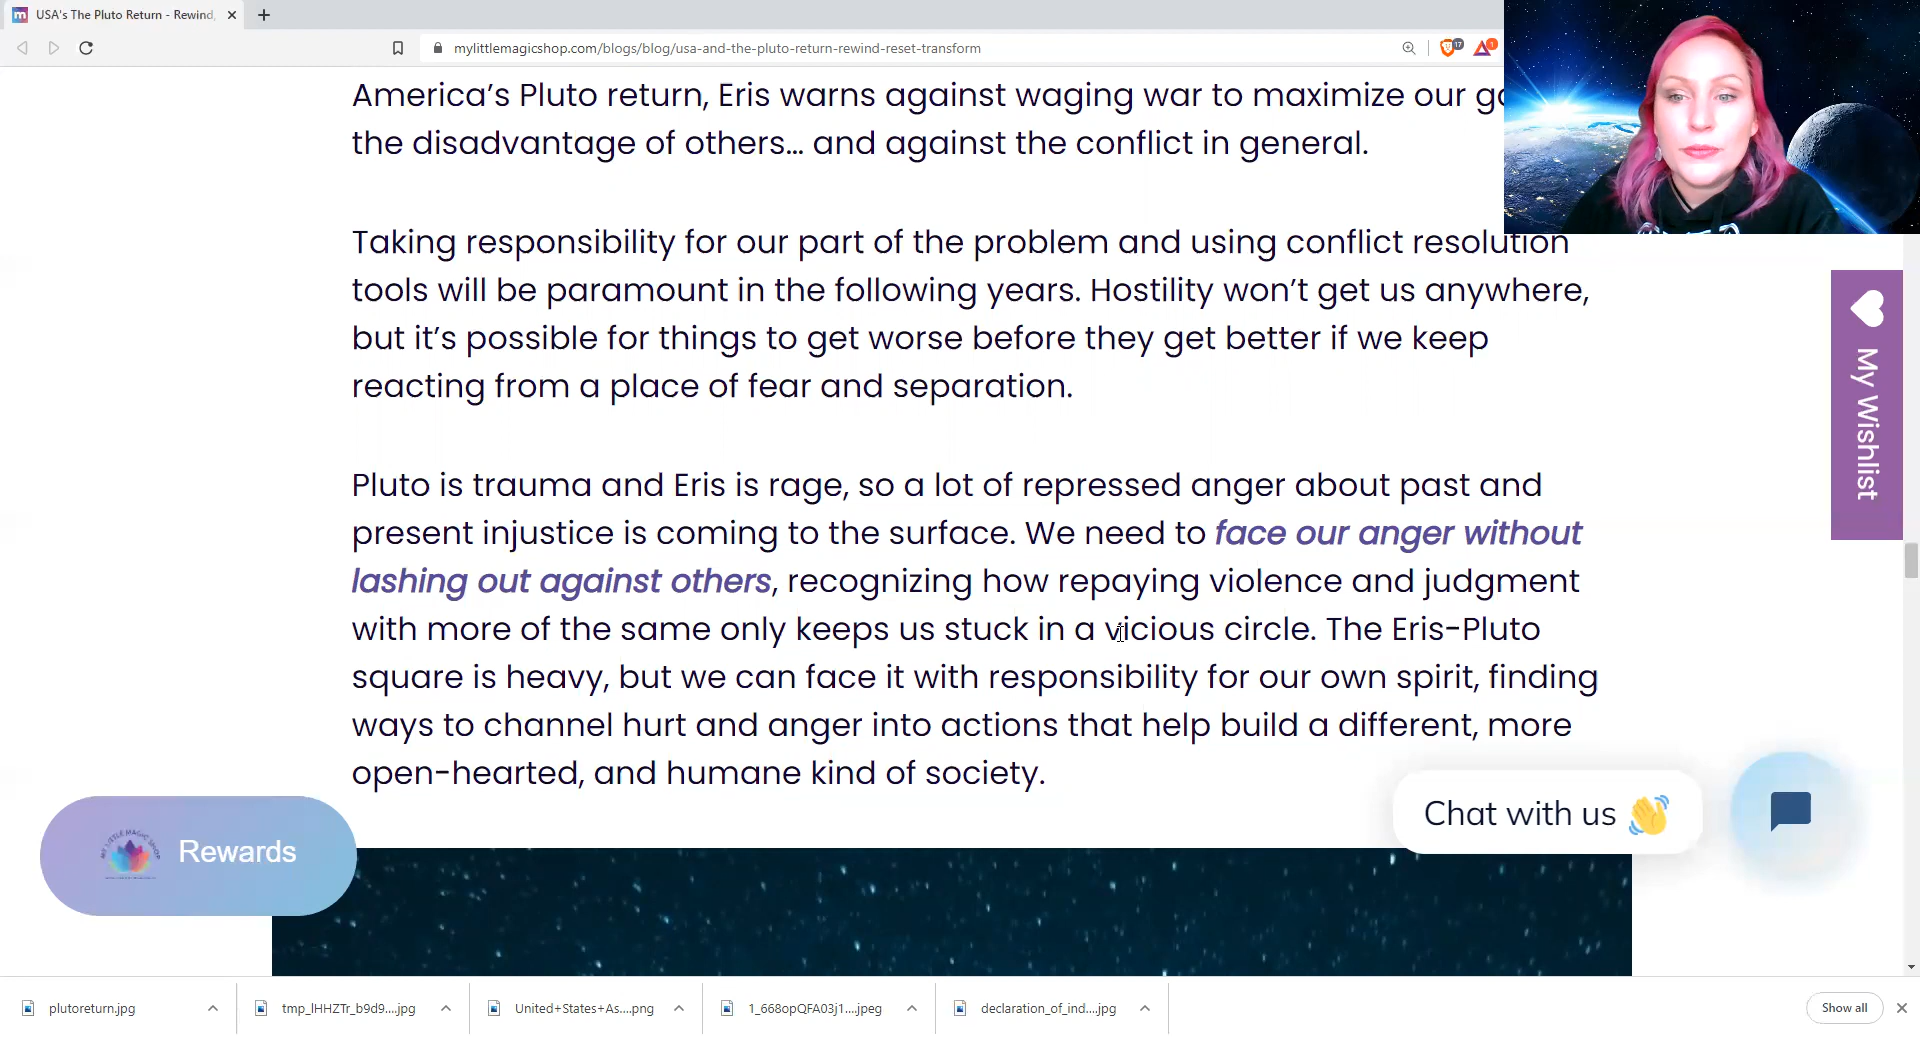 USA's The Pluto Return - Rewind,
mylittlemagicshop.com/blogs/blog/usa-and-the-pluto-return-rewind-reset-transform
17
1
America’s Pluto return, Eris warns against waging war to maximize our
the disadvantage of others… and against the conflict in general.
Taking responsibility for our part of the problem and using conflict resolution
tools will be paramount in the following years. Hostility won’t get us anywhere,
but it’s possible for things to get worse before they get better if we keep
reacting from a place of fear and separation.
Pluto is trauma and Eris is rage, so a lot of repressed anger about past and
present injustice is coming to the surface. We need to face our anger without
lashing out against others, recognizing how repaying violence and judgment
with more of the same only keeps us stuck in a vicious circle. The Eris-Pluto
square is heavy, but we can face it with responsibility for our own spirit, finding
ways to channel hurt and anger into actions that help build a different, more
open-hearted, and humane kind of society.
My Wishlist
Chat with us
MY LITTLE MAGIC SHOP
Rewards
plutoreturn.jpg
tmp_lHHZTr_b9d9....jpg
United+States+As....png
1_668opQFA03j1....jpeg
declaration_of_ind....jpg
Show all